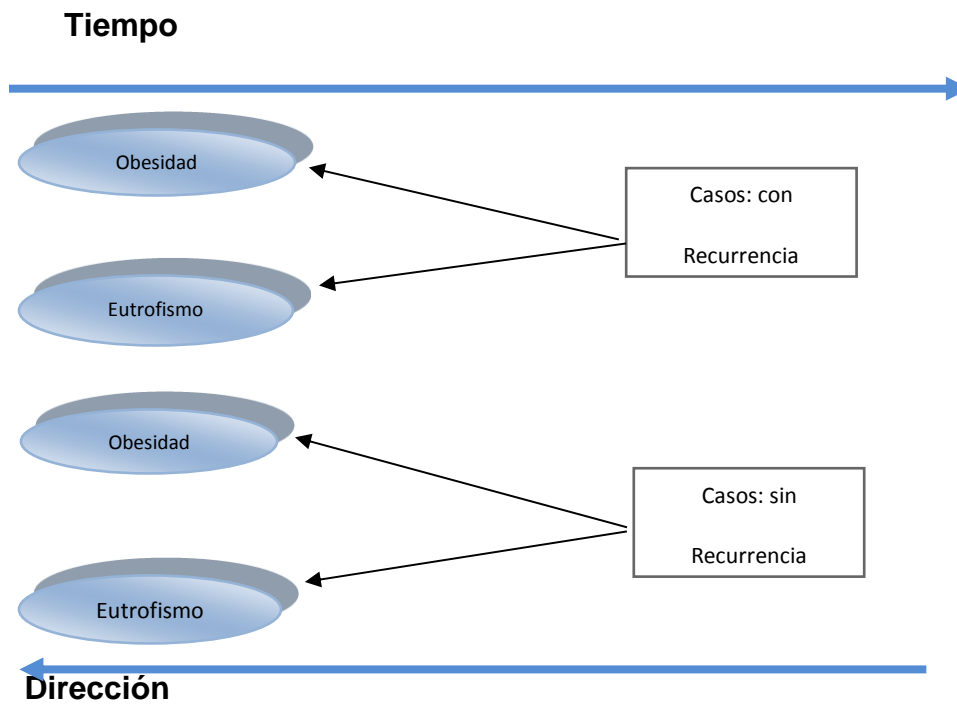 Tiempo
Obesidad
Casos: con
Recurrencia
Eutrofismo
Obesidad
Casos: sin
Recurrencia
Eutrofismo
Dirección